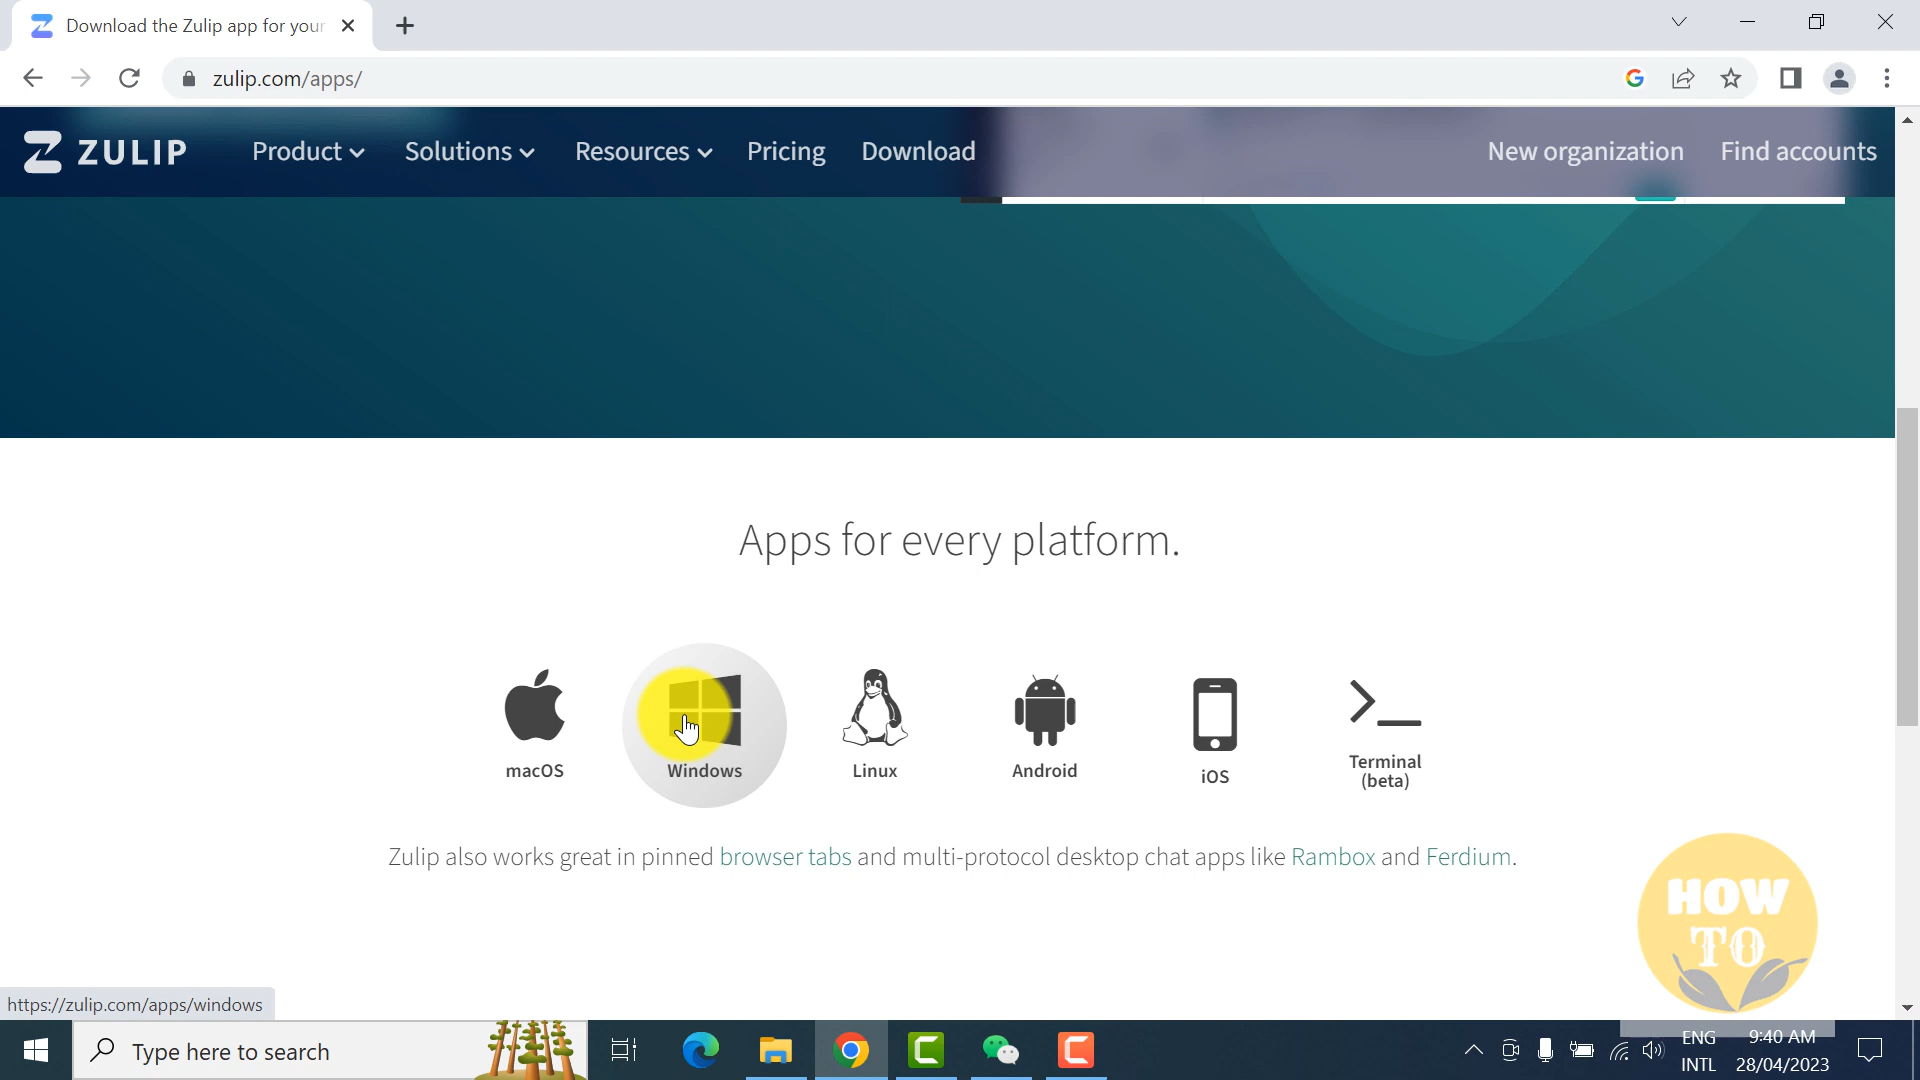 Download the Zulip app for your
zulip.com/apps/
ZULIP
Product
Solutions
Resources
Pricing
Download
New organization
Find accounts
Apps for every platform.
macOS
Windows
Linux
Android
iOS
Terminal
(beta)
Zulip also works great in pinned browser tabs and multi-protocol desktop chat apps like Rambox and Ferdium.
HOW
TO
https://zulip.com/apps/windows
Type here to search
ENG
INTL
9:40 AM
28/04/2023